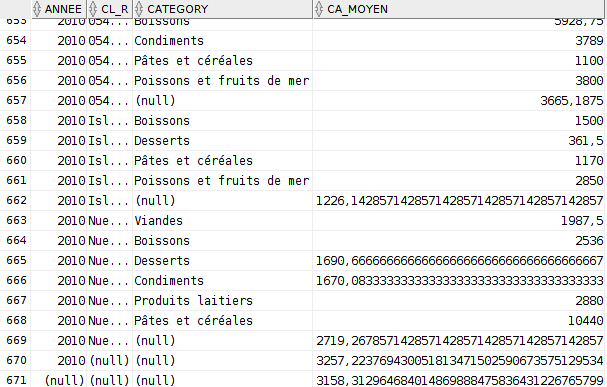 ANNEE CL_R CATEGORY CA_MOYEN
653 2010 054... Boissons 5928,75
654 2010 054... Condiments 3789
655 2010 054... Pâtes et céréales 1100
656 2010 054... Poissons et fruits de mer 3800
657 2010 054... (null) 3665,1875
658 2010 Isl... Boissons 1500
659 2010 Isl... Desserts 361,5
660 2010 Isl... Pâtes et céréales 1170
661 2010 Isl... Poissons et fruits de mer 2850
662 2010 Isl... (null) 1226,142857142857142857142857142857142857
663 2010 Nue... Viandes 1987,5
664 2010 Nue... Boissons 2536
665 2010 Nue... Desserts 1690,666666666666666666666666666666666667
666 2010 Nue... Condiments 1670,083333333333333333333333333333333333
667 2010 Nue... Produits laitiers 2880
668 2010 Nue... Pâtes et céréales 10440
669 2010 Nue... (null) 2719,267857142857142857142857142857142857
670 2010 (null) (null) 3257,223769430051813471502590673575129534
671 (null) (null) (null) 3158,312964684014869888475836431226765799